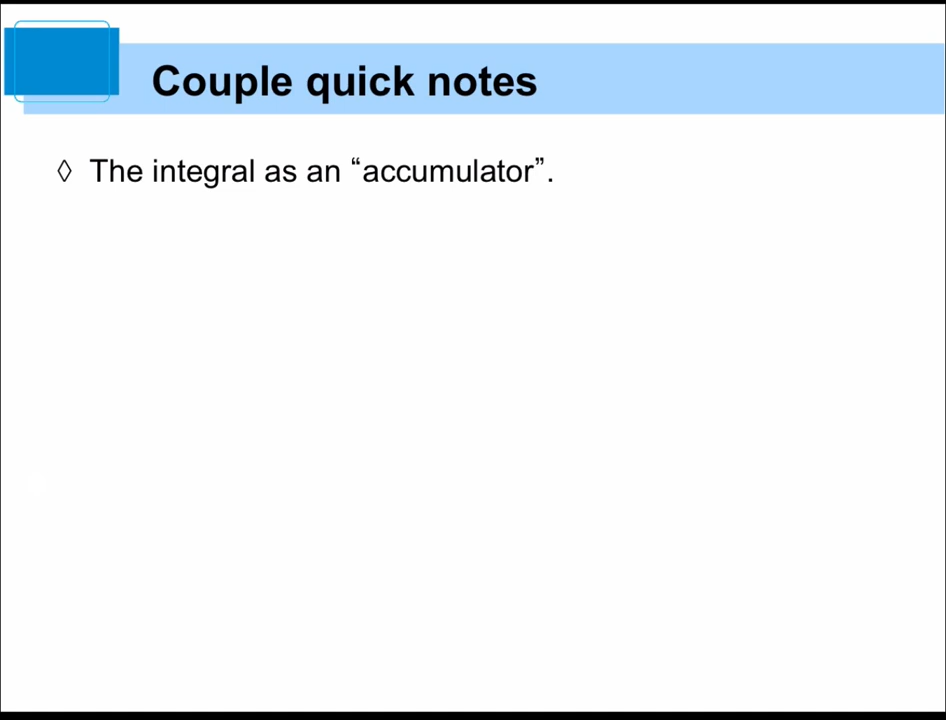 Couple quick notes
◊ The integral as an “accumulator”.